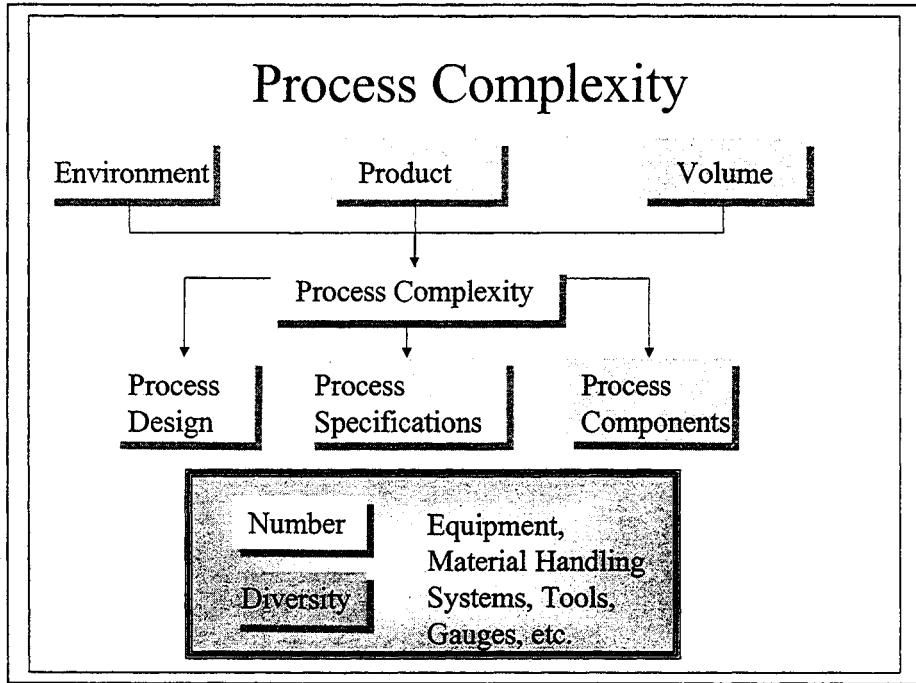 Process Complexity
Environment
Product
Volume
Process Complexity
Process
Design
Process
Specifications
Process
Components
Number
Diversity
Equipment,
Material Handling
Systems, Tools,
Gauges, etc.